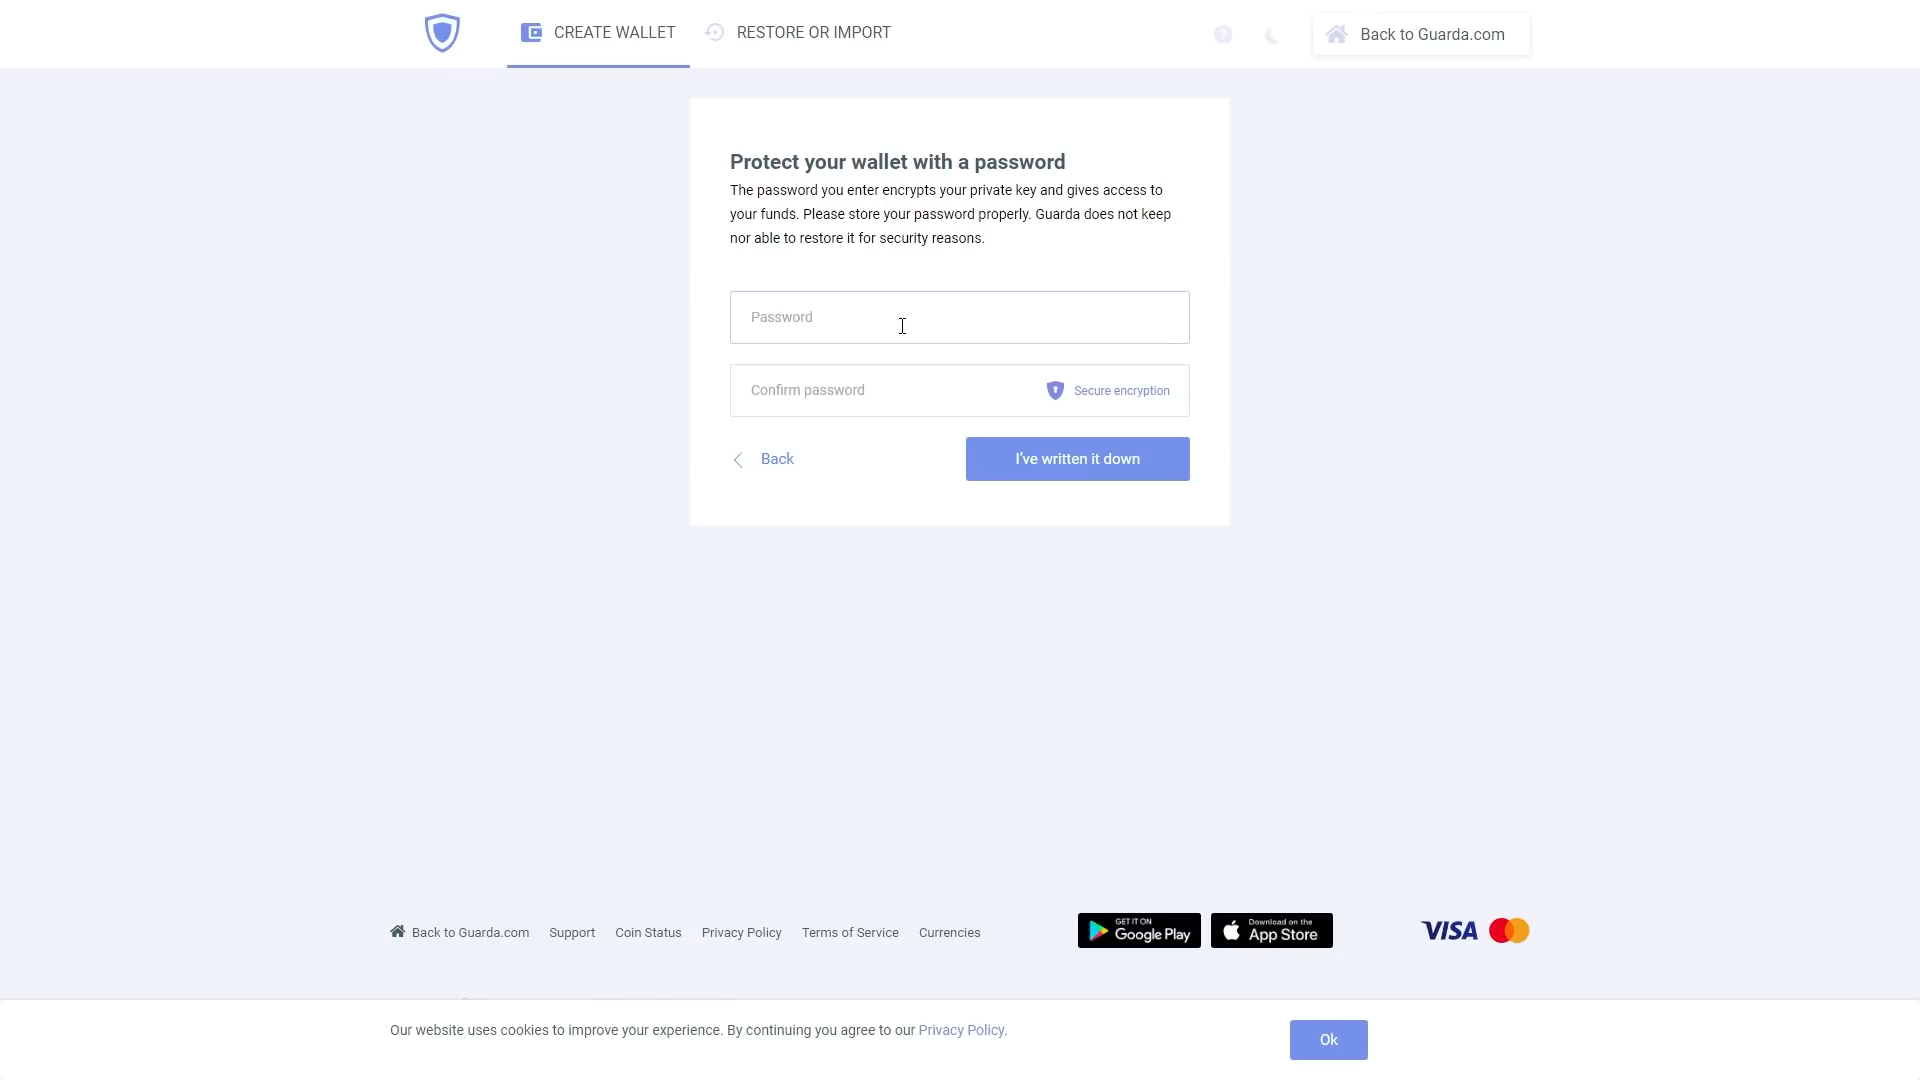 CREATE WALLET
RESTORE OR IMPORT
Back to Guarda.com
Protect your wallet with a password
The password you enter encrypts your private key and gives access to
your funds. Please store your password properly. Guarda does not keep
nor able to restore it for security reasons.
Password
Confirm password
Secure encryption
Back
I've written it down
Back to Guarda.com
Support
Coin Status
Privacy Policy
Terms of Service
Currencies
GET IT ON
Google Play
Download on the
App Store
VISA
Our website uses cookies to improve your experience. By continuing you agree to our Privacy Policy.
Ok